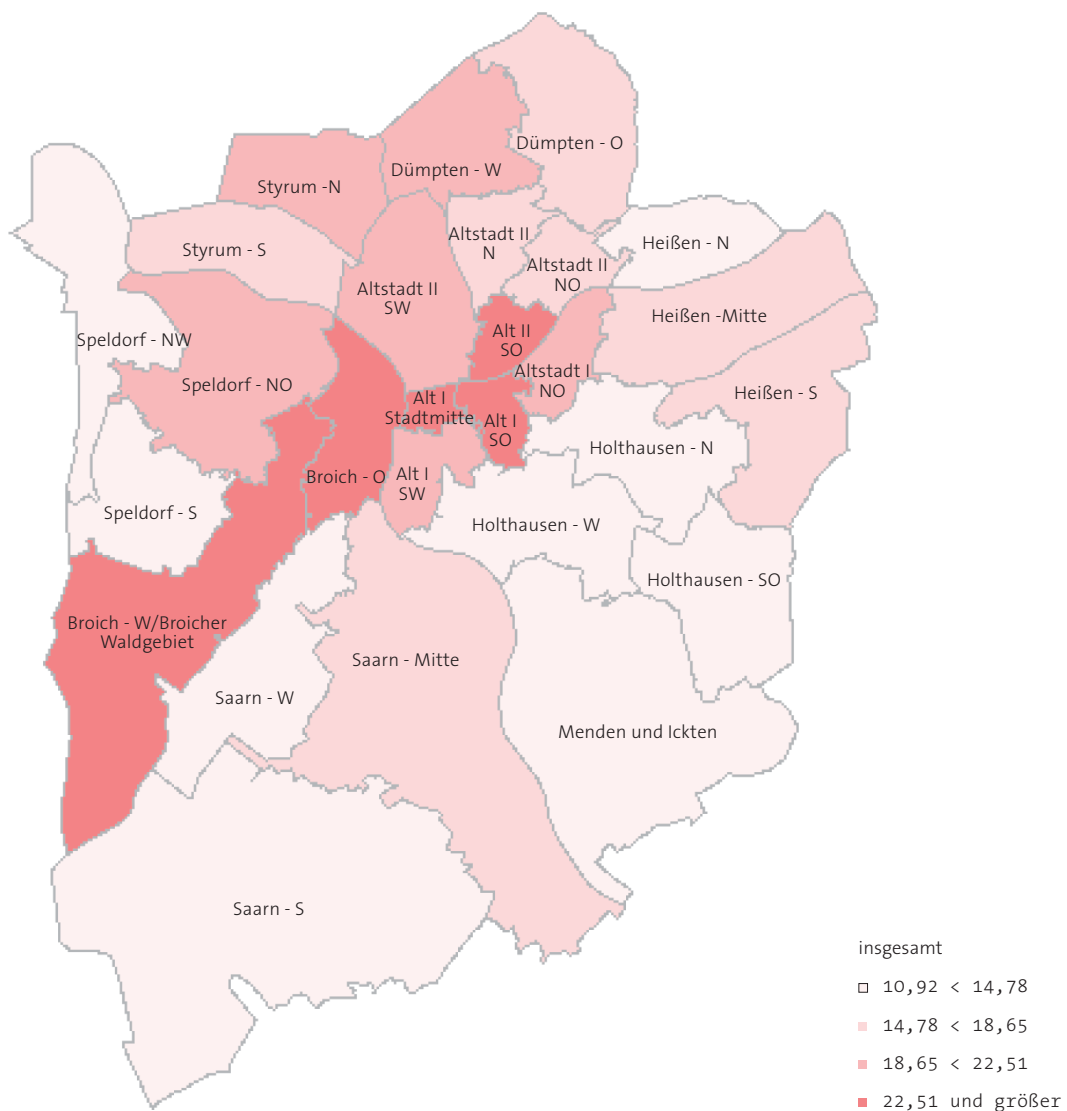 Dümpten - O
Dümpten - W
Styrum -N
Altstadt II
N
Heißen - N
Styrum - S
Altstadt II
NO
Altstadt II
SW
Heißen -Mitte
Alt II
SO
Speldorf - NW
Altstadt I
NO
Speldorf - NO
Heißen - S
Alt I
Stadtmitte
Alt I
SO
Holthausen - N
Broich - O
Alt I
SW
Speldorf - S
Holthausen - W
Holthausen - SO
Broich - W/Broicher
Waldgebiet
Saarn - Mitte
Saarn - W
Menden und Ickten
Saarn - S
insgesamt
10,92 < 14,78
14,78 < 18,65
18,65 < 22,51
22,51 und größer